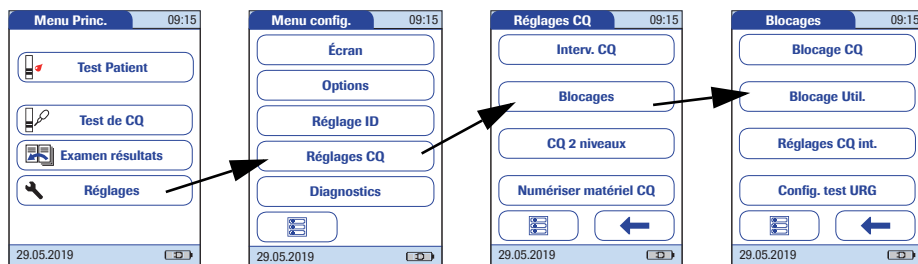 Menu Princ. 09:15
Test Patient
Test de CQ
Examen résultats
Réglages
29.05.2019
Menu config. 09:15
Écran
Options
Réglage ID
Réglages CQ
Diagnostics
29.05.2019
Réglages CQ 09:15
Interv. CQ
Blocages
CQ 2 niveaux
Numériser matériel CQ
29.05.2019
Blocages 09:15
Blocage CQ
Blocage Util.
Réglages CQ int.
Config. test URG
29.05.2019